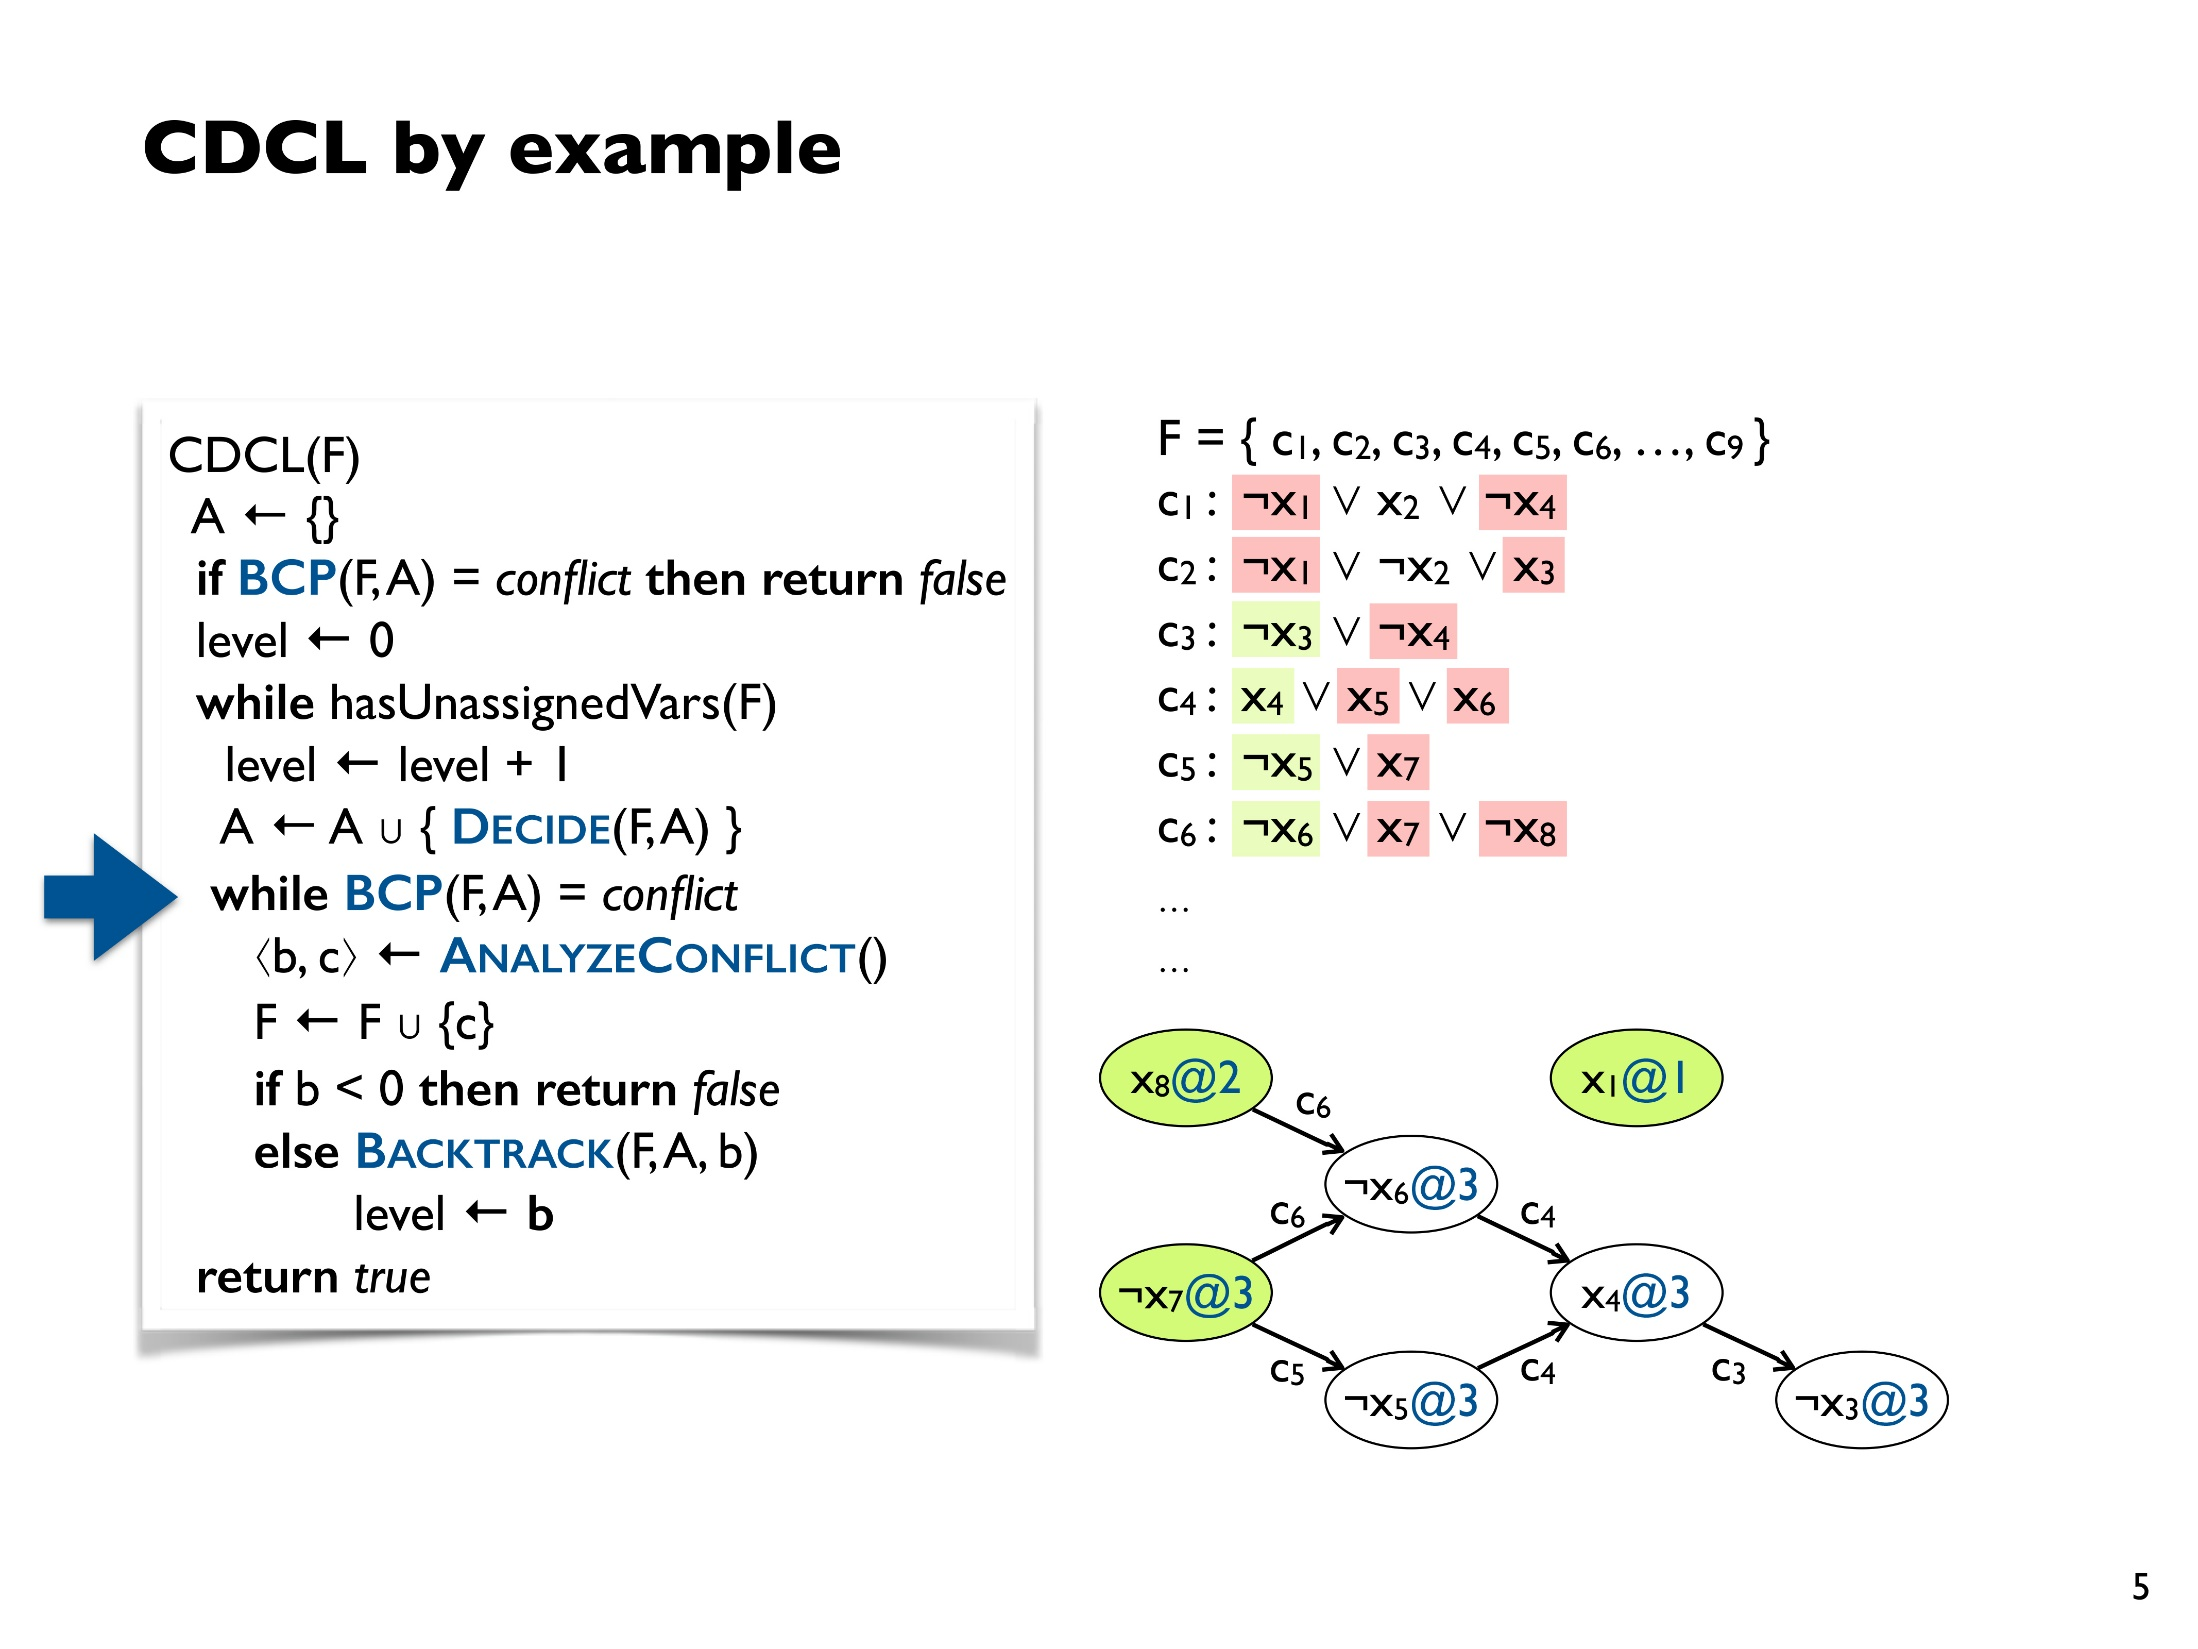 CDCL by example
CDCL(F)
A ← {}
if BCP(F, A) = conflict then return false
level ← 0
while hasUnassignedVars(F)
level ← level + 1
A ← A ∪ { DECIDE(F, A) }
while BCP(F, A) = conflict
⟨b, c⟩ ← ANALYZECONFLICT()
F ← F ∪ {c}
if b < 0 then return false
else BACKTRACK(F, A, b)
level ← b
return true
F = { c₁, c₂, c₃, c₄, c₅, c₆, …, c₉ }
c₁ : ¬x₁ ∨ x₂ ∨ ¬x₄
c₂ : ¬x₁ ∨ ¬x₂ ∨ x₃
c₃ : ¬x₃ ∨ ¬x₄
c₄ : x₄ ∨ x₅ ∨ x₆
c₅ : ¬x₅ ∨ x₇
c₆ : ¬x₆ ∨ x₇ ∨ ¬x₈
…
…
x₈@2
x₁@1
c₆
¬x₆@3
c₆
c₄
¬x₇@3
x₄@3
c₅
c₄
c₃
¬x₅@3
¬x₃@3
5